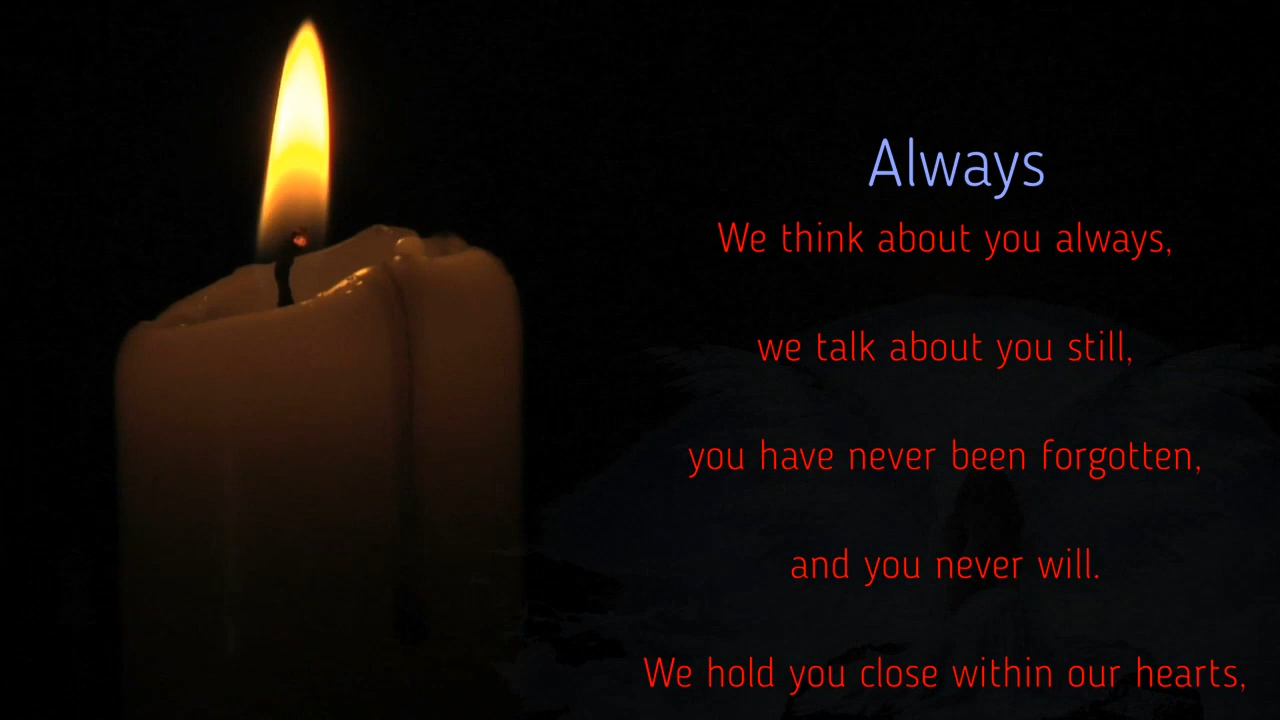 Always
We think about you always,
we talk about you still,
you have never been forgotten,
and you never will.
We hold you close within our hearts,